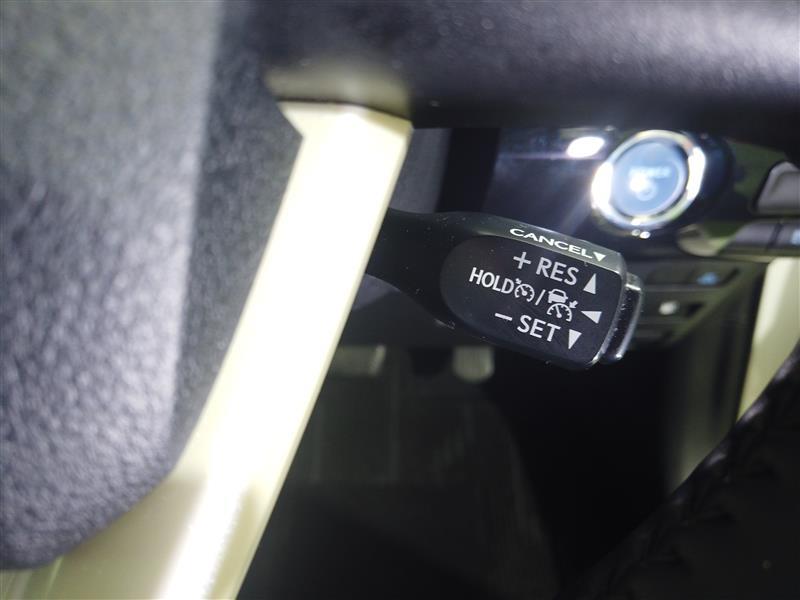 CANCEL▼
+ RES ▲
HOLD / ◀
− SET ▼